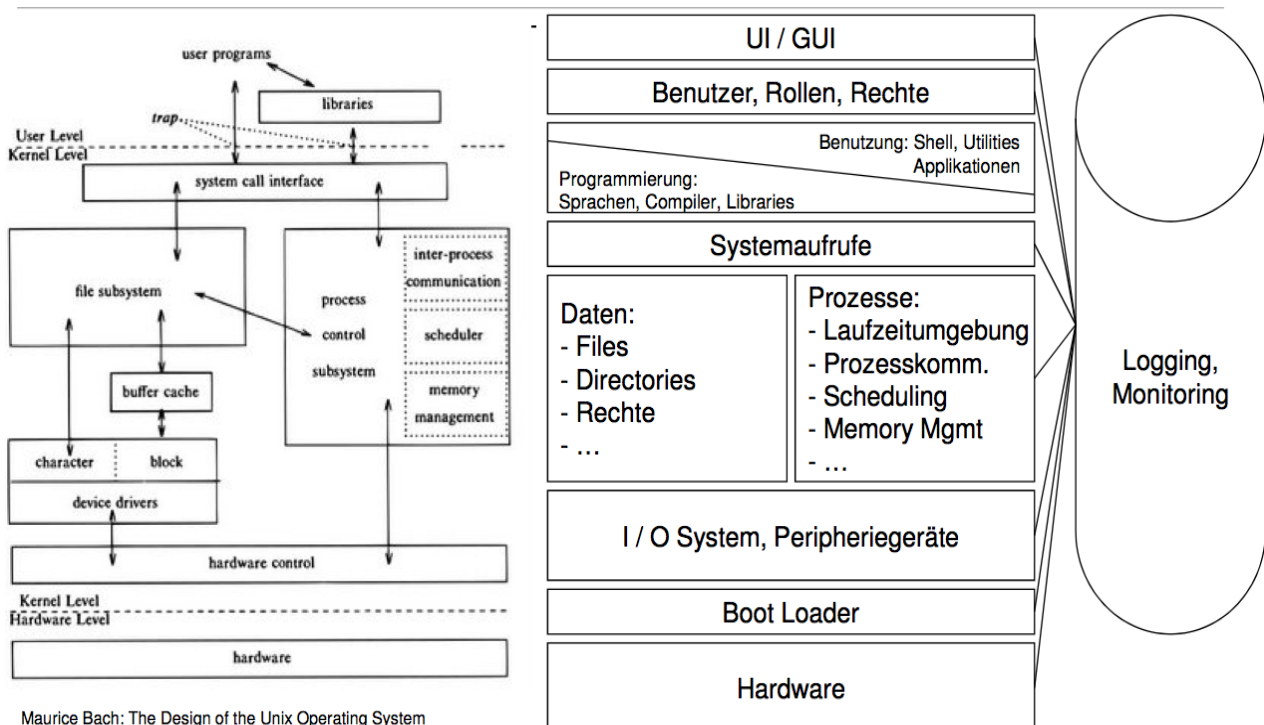 user programs
libraries
trap
User Level
Kernel Level
system call interface
file subsystem
process
control
subsystem
inter-process
communication
scheduler
memory
management
buffer cache
character
block
device drivers
hardware control
Kernel Level
Hardware Level
hardware
Maurice Bach: The Design of the Unix Operating System
-
UI / GUI
Benutzer, Rollen, Rechte
Benutzung: Shell, Utilities
Applikationen
Programmierung:
Sprachen, Compiler, Libraries
Systemaufrufe
Daten:
- Files
- Directories
- Rechte
- ...
Prozesse:
- Laufzeitumgebung
- Prozesskomm.
- Scheduling
- Memory Mgmt
- ...
I / O System, Peripheriegeräte
Boot Loader
Hardware
Logging,
Monitoring